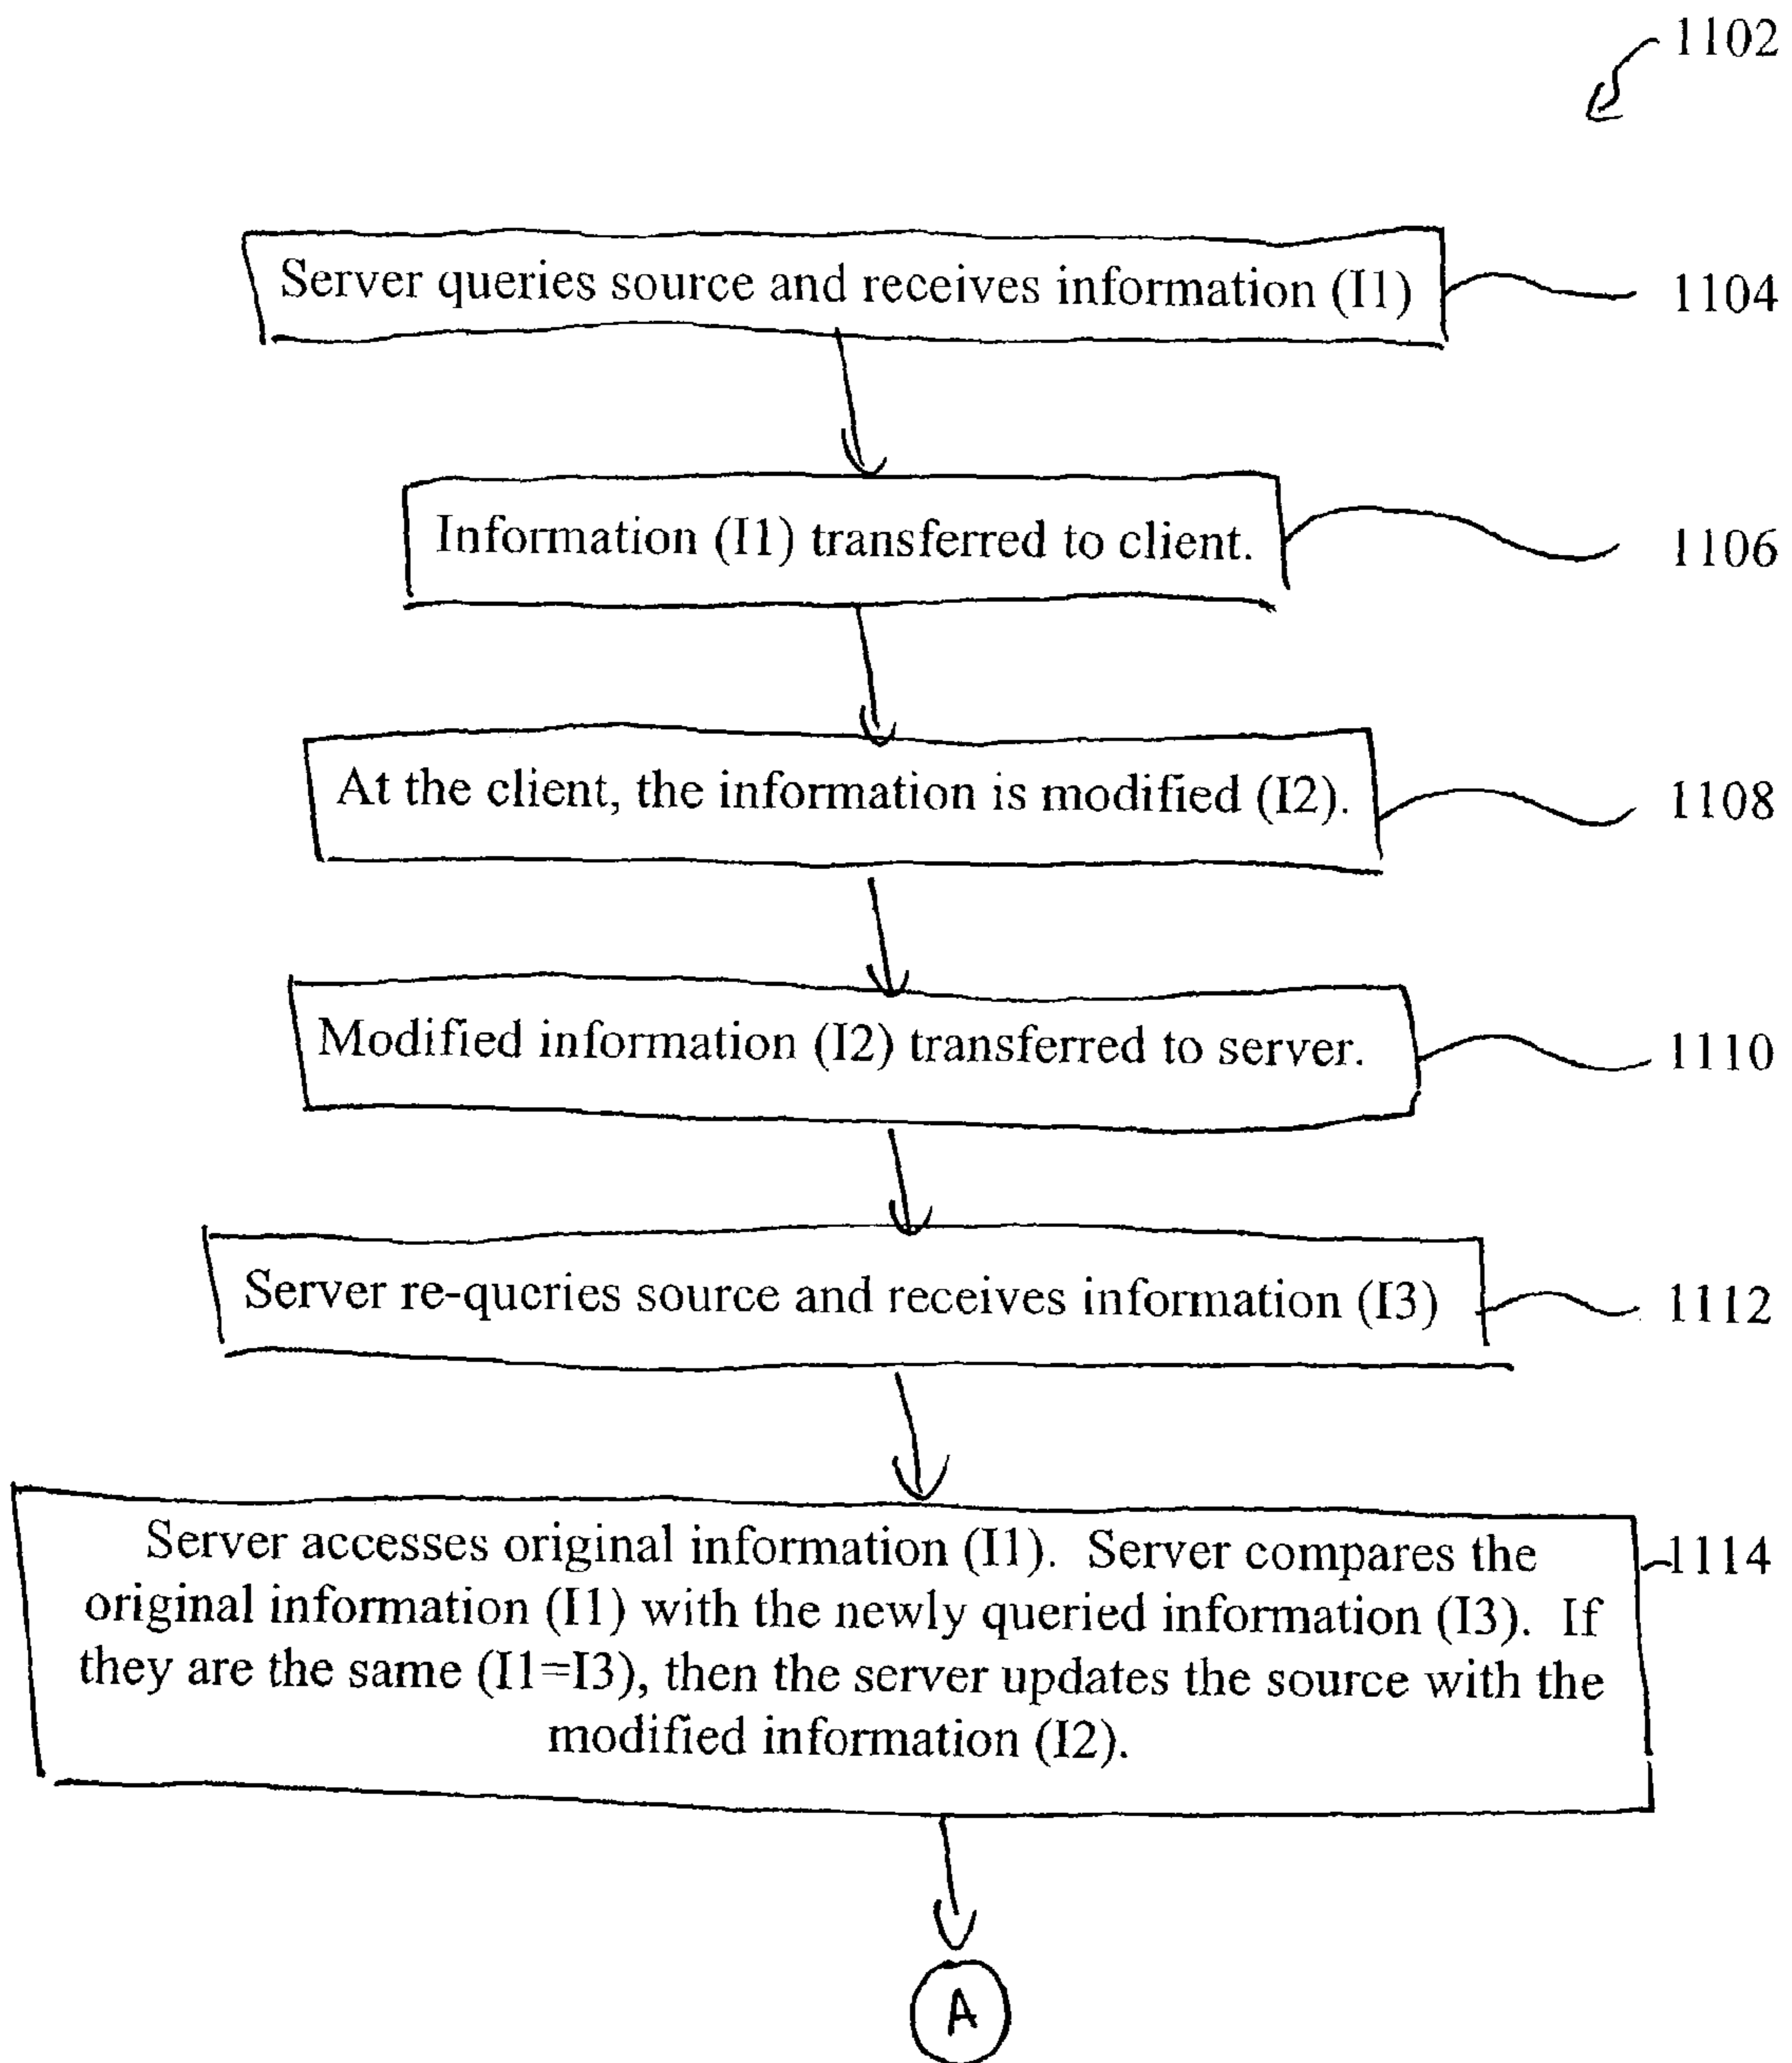 1102
Server queries source and receives information (I1)
1104
Information (I1) transferred to client.
1106
At the client, the information is modified (I2).
1108
Modified information (I2) transferred to server.
1110
Server re-queries source and receives information (I3)
1112
Server accesses original information (I1). Server compares the
original information (I1) with the newly queried information (I3). If
they are the same (I1=I3), then the server updates the source with the
modified information (I2).
1114
A